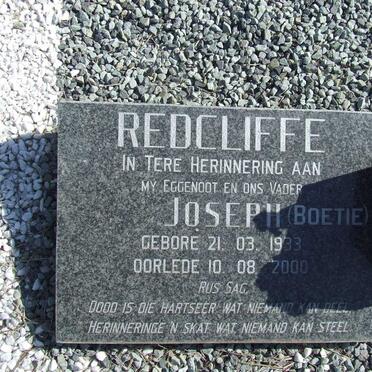 REDCLIFFE
IN TERE HERINNERING AAN
MY EGGENOOT EN ONS VADER
JOSEPH (BOETIE)
GEBORE 21. 03. 1933
OORLEDE 10. 08. 2000
RUS SAG.
DOOD IS DIE HARTSEER WAT NIEMAND KAN DEEL
HERINNERINGE 'N SKAT WAT NIEMAND KAN STEEL